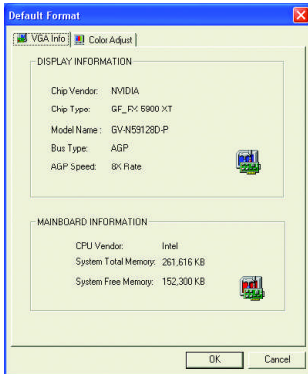 Default Format
VGA Info
Color Adjust
DISPLAY INFORMATION
Chip Vendor: NVIDIA
Chip Type: GF_FX 5900 XT
Model Name : GV-N59128D-P
Bus Type: AGP
AGP Speed: 8X Rate
MAINBOARD INFORMATION
CPU Vendor: Intel
System Total Memory: 261,616 KB
System Free Memory: 152,300 KB
OK
Cancel